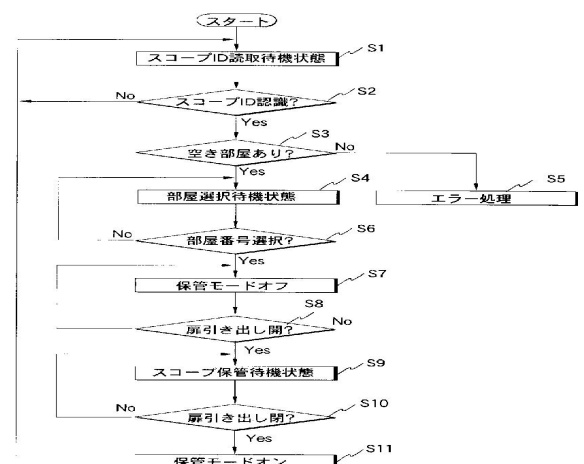 スタート
スコープID読取待機状態
S1
スコープID認識?
S2
No
Yes
空き部屋あり?
S3
No
Yes
部屋選択待機状態
S4
エラー処理
S5
部屋番号選択?
S6
No
Yes
保管モードオフ
S7
扉引き出し開?
S8
No
Yes
スコープ保管待機状態
S9
扉引き出し閉?
S10
No
Yes
保管モードオン
S11